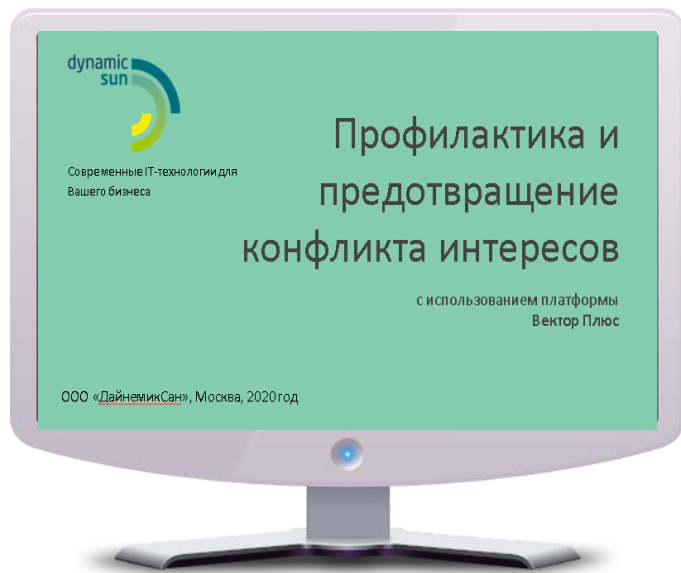 dynamic
sun
Современные IT-технологии для
Вашего бизнеса
Профилактика и
предотвращение
конфликта интересов
с использованием платформы
Вектор Плюс
ООО «ДайнемикСан», Москва, 2020 год